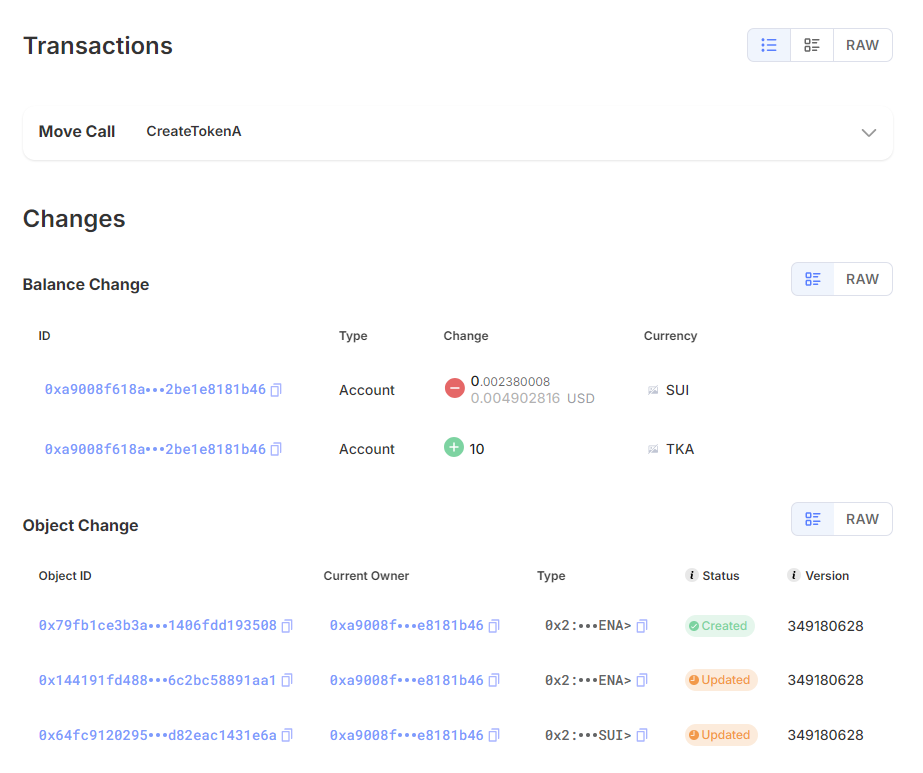 Transactions
RAW
Move Call CreateTokenA
Changes
Balance Change
RAW
ID Type Change Currency
0xa9008f618a•••2be1e8181b46 Account 0.002380008 SUI
0.004902816 USD
0xa9008f618a•••2be1e8181b46 Account 10 TKA
Object Change
RAW
Object ID Current Owner Type i Status i Version
0x79fb1ce3b3a•••1406fdd193508 0xa9008f•••e8181b46 0x2:•••ENA> Created 349180628
0x144191fd488•••6c2bc58891aa1 0xa9008f•••e8181b46 0x2:•••ENA> Updated 349180628
0x64fc9120295•••d82eac1431e6a 0xa9008f•••e8181b46 0x2:•••SUI> Updated 349180628